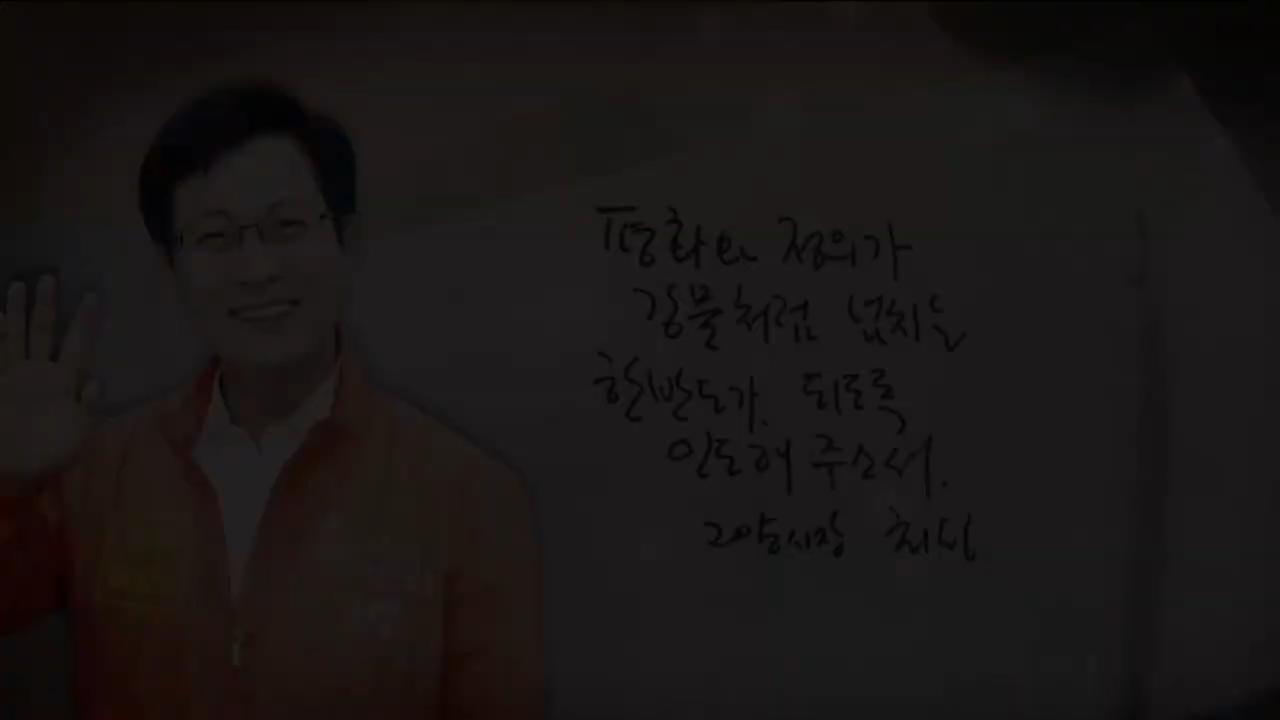 평화와 정의가
강물처럼 넘치는
한반도가 되도록
인도해 주소서.
고양시장 최성